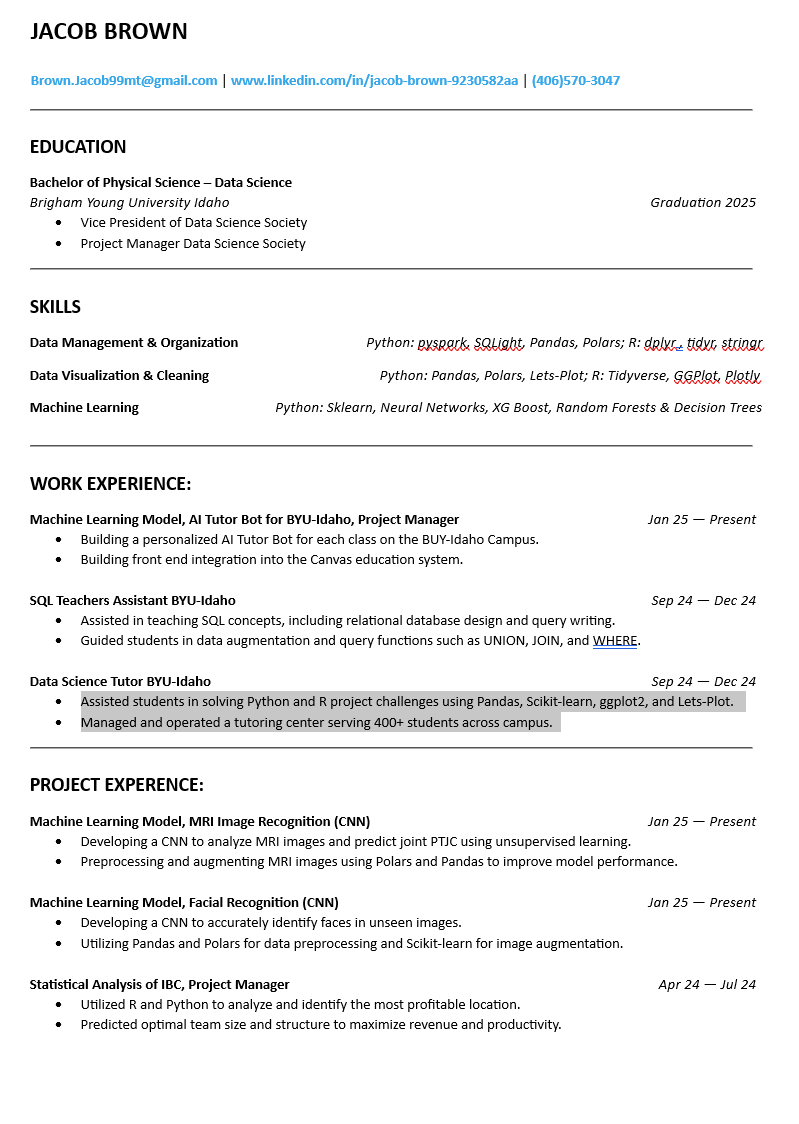 JACOB BROWN
Brown.Jacob99mt@gmail.com | www.linkedin.com/in/jacob-brown-9230582aa | (406)570-3047
EDUCATION
Bachelor of Physical Science – Data Science
Brigham Young University Idaho Graduation 2025
• Vice President of Data Science Society
• Project Manager Data Science Society
SKILLS
Data Management & Organization Python: pyspark, SQLight, Pandas, Polars; R: dplyr , tidyr, stringr
Data Visualization & Cleaning Python: Pandas, Polars, Lets-Plot; R: Tidyverse, GGPlot, Plotly
Machine Learning Python: Sklearn, Neural Networks, XG Boost, Random Forests & Decision Trees
WORK EXPERIENCE:
Machine Learning Model, AI Tutor Bot for BYU-Idaho, Project Manager Jan 25 — Present
• Building a personalized AI Tutor Bot for each class on the BUY-Idaho Campus.
• Building front end integration into the Canvas education system.
SQL Teachers Assistant BYU-Idaho Sep 24 — Dec 24
• Assisted in teaching SQL concepts, including relational database design and query writing.
• Guided students in data augmentation and query functions such as UNION, JOIN, and WHERE.
Data Science Tutor BYU-Idaho Sep 24 — Dec 24
• Assisted students in solving Python and R project challenges using Pandas, Scikit-learn, ggplot2, and Lets-Plot.
• Managed and operated a tutoring center serving 400+ students across campus.
PROJECT EXPERENCE:
Machine Learning Model, MRI Image Recognition (CNN) Jan 25 — Present
• Developing a CNN to analyze MRI images and predict joint PTJC using unsupervised learning.
• Preprocessing and augmenting MRI images using Polars and Pandas to improve model performance.
Machine Learning Model, Facial Recognition (CNN) Jan 25 — Present
• Developing a CNN to accurately identify faces in unseen images.
• Utilizing Pandas and Polars for data preprocessing and Scikit-learn for image augmentation.
Statistical Analysis of IBC, Project Manager Apr 24 — Jul 24
• Utilized R and Python to analyze and identify the most profitable location.
• Predicted optimal team size and structure to maximize revenue and productivity.